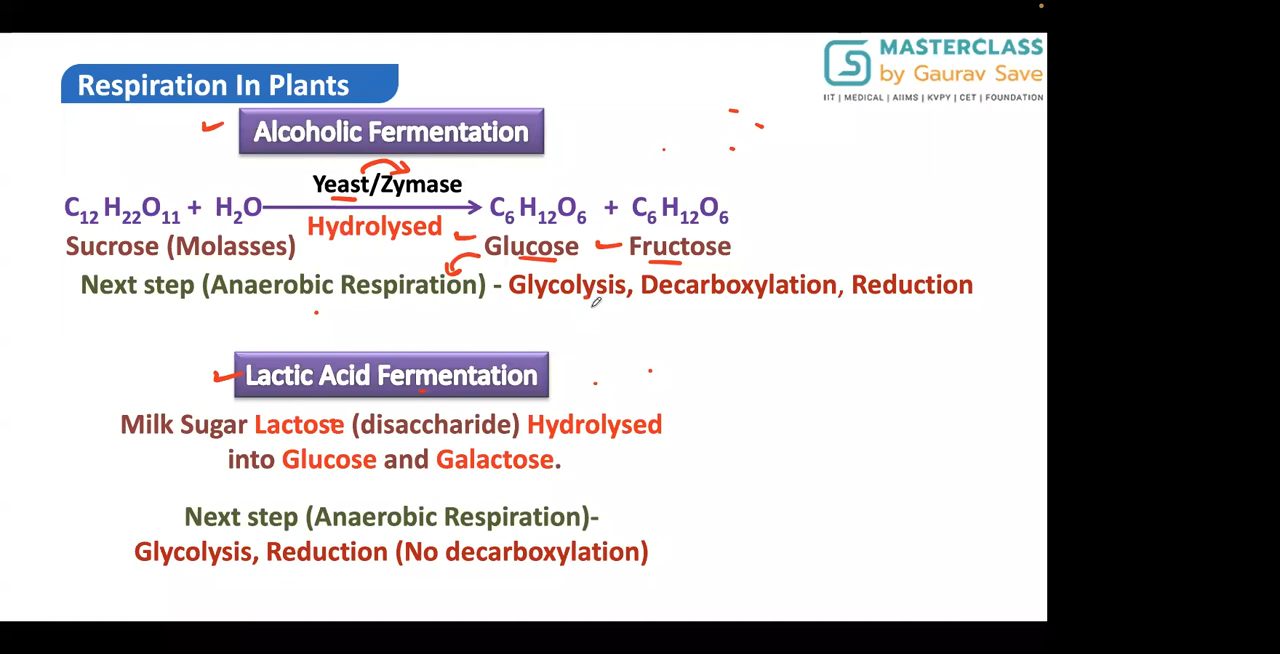 MASTERCLASS
by Gaurav Save
IIT | MEDICAL | AIIMS | KVPY | CET | FOUNDATION
Respiration In Plants
Alcoholic Fermentation
Yeast/Zymase
C₁₂ H₂₂O₁₁ + H₂O → C₆ H₁₂O₆ + C₆ H₁₂O₆
Hydrolysed
Sucrose (Molasses) Glucose Fructose
Next step (Anaerobic Respiration) - Glycolysis, Decarboxylation, Reduction
Lactic Acid Fermentation
Milk Sugar Lactose (disaccharide) Hydrolysed
into Glucose and Galactose.
Next step (Anaerobic Respiration)-
Glycolysis, Reduction (No decarboxylation)